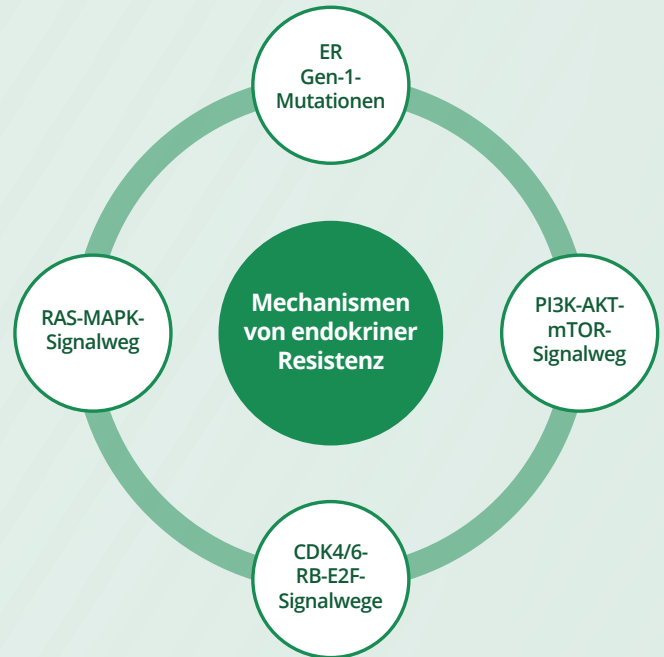 ER
Gen-1-
Mutationen
RAS-MAPK-
Signalweg
Mechanismen
von endokriner
Resistenz
PI3K-AKT-
mTOR-
Signalweg
CDK4/6-
RB-E2F-
Signalwege